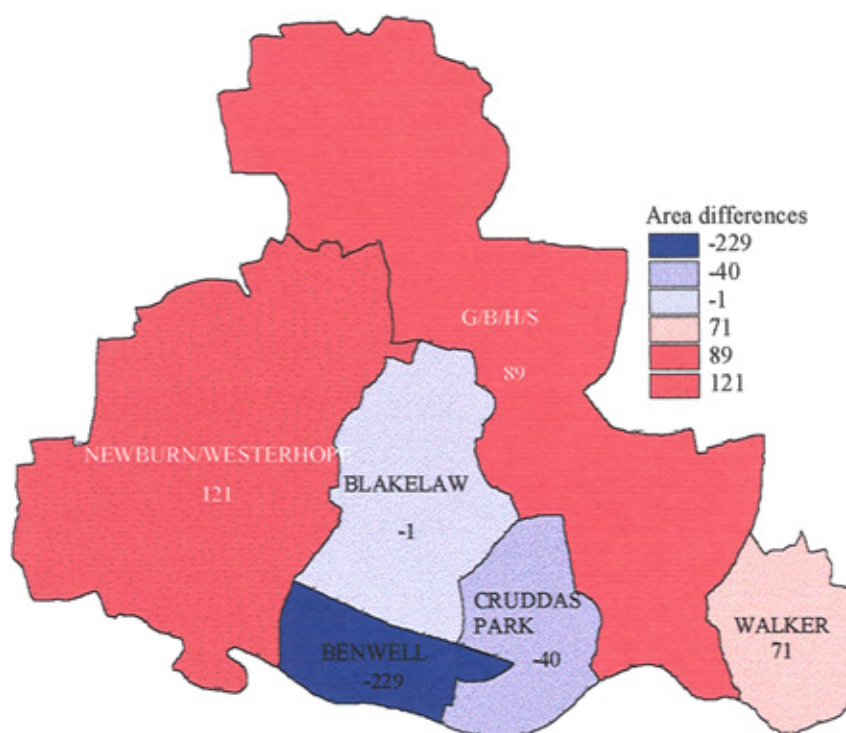 Area differences
-229
-40
-1
71
89
121
G/B/H/S
89
NEWBURN/WESTERHOPE
121
BLAKELAW
-1
CRUDDAS
PARK
-40
BENWELL
-229
WALKER
71